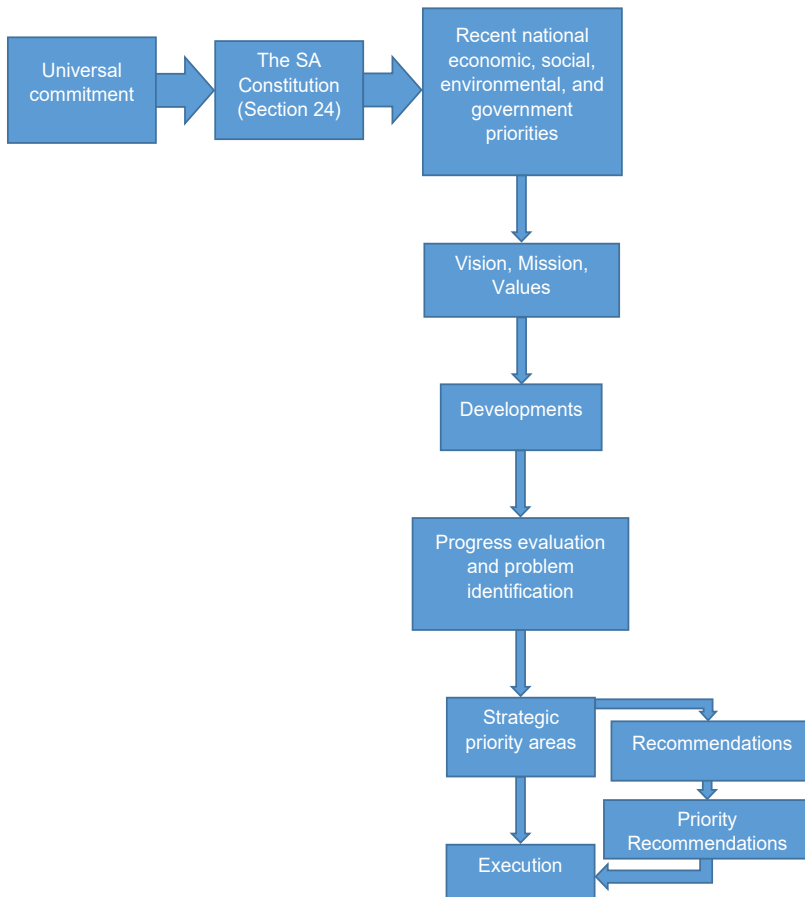 Universal
commitment
The SA
Constitution
(Section 24)
Recent national
economic, social,
environmental, and
government
priorities
Vision, Mission,
Values
Developments
Progress evaluation
and problem
identification
Strategic
priority areas
Recommendations
Priority
Recommendations
Execution